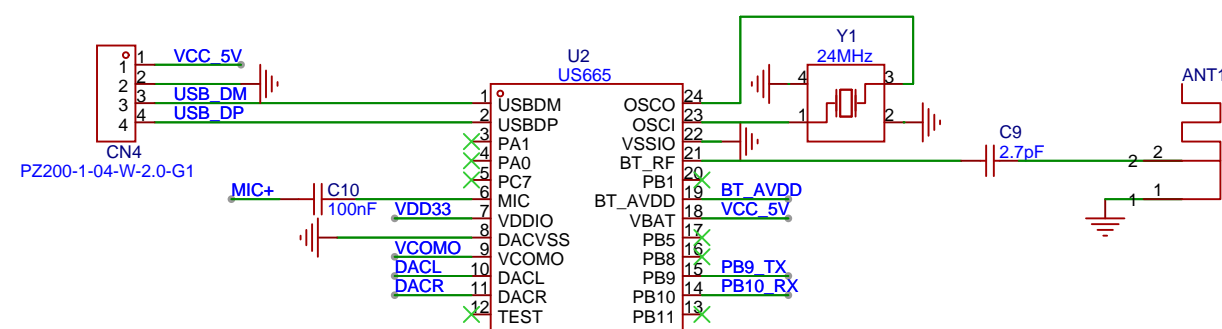 CN4
PZ200-1-04-W-2.0-G1
1 1 VCC_5V
2 2
3 3 USB_DM
4 4 USB_DP
MIC+
C10
100nF
VDD33
VCOMO
DACL
DACR
U2
US665
1 USBDM
2 USBDP
3 PA1
4 PA0
5 PC7
6 MIC
7 VDDIO
8 DACVSS
9 VCOMO
10 DACL
11 DACR
12 TEST
OSCO 24
OSCI 23
VSSIO 22
BT_RF 21
PB1 20
BT_AVDD 19 BT_AVDD
VBAT 18 VCC_5V
PB5 17
PB8 16
PB9 15 PB9_TX
PB10 14 PB10_RX
PB11 13
Y1
24MHz
4 3
1 2
C9
2.7pF
ANT1
2 2
1 1